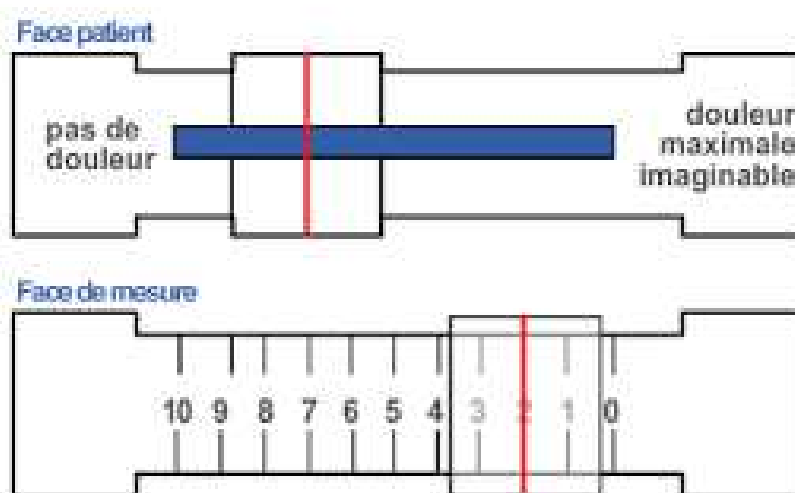 Face patient
pas de
douleur
douleur
maximale
imaginable
Face de mesure
10 9 8 7 6 5 4 3 2 1 0